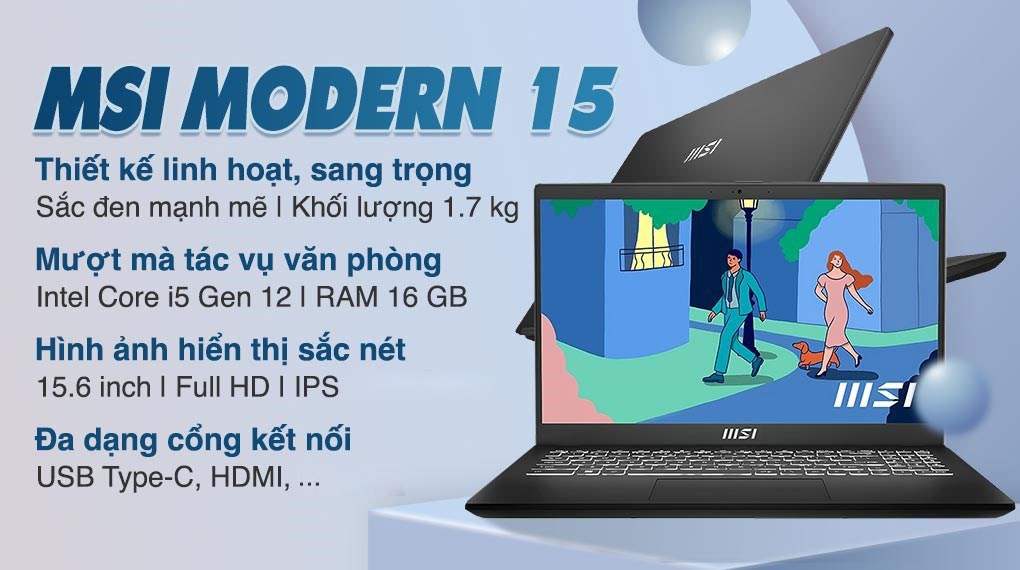 MSI MODERN 15
Thiết kế linh hoạt, sang trọng
Sắc đen mạnh mẽ | Khối lượng 1.7 kg
Mượt mà tác vụ văn phòng
Intel Core i5 Gen 12 | RAM 16 GB
Hình ảnh hiển thị sắc nét
15.6 inch | Full HD | IPS
Đa dạng cổng kết nối
USB Type-C, HDMI, ...
msi
msi
msi